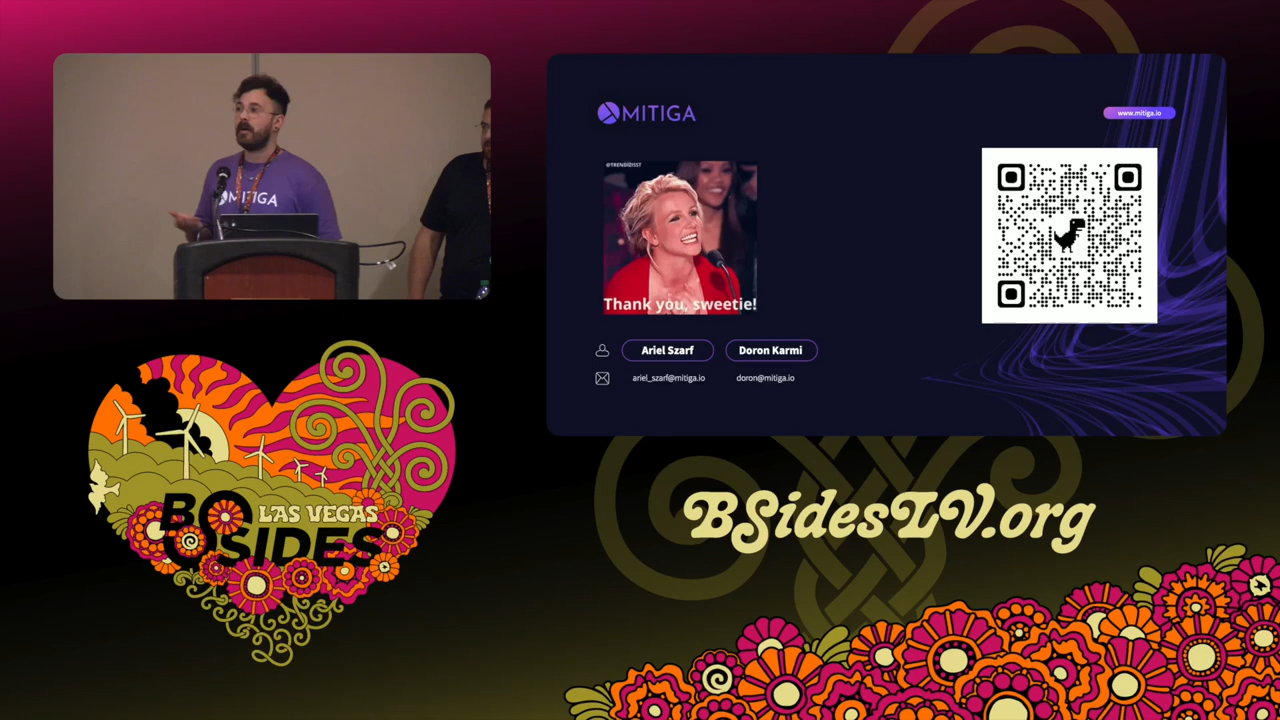 MITIGA
MITIGA
www.mitiga.io
@TRENDIZISST
Thank you, sweetie!
Ariel Szarf
Doron Karmi
ariel_szarf@mitiga.io
doron@mitiga.io
BSIDES
LAS VEGAS
BSidesLV.org